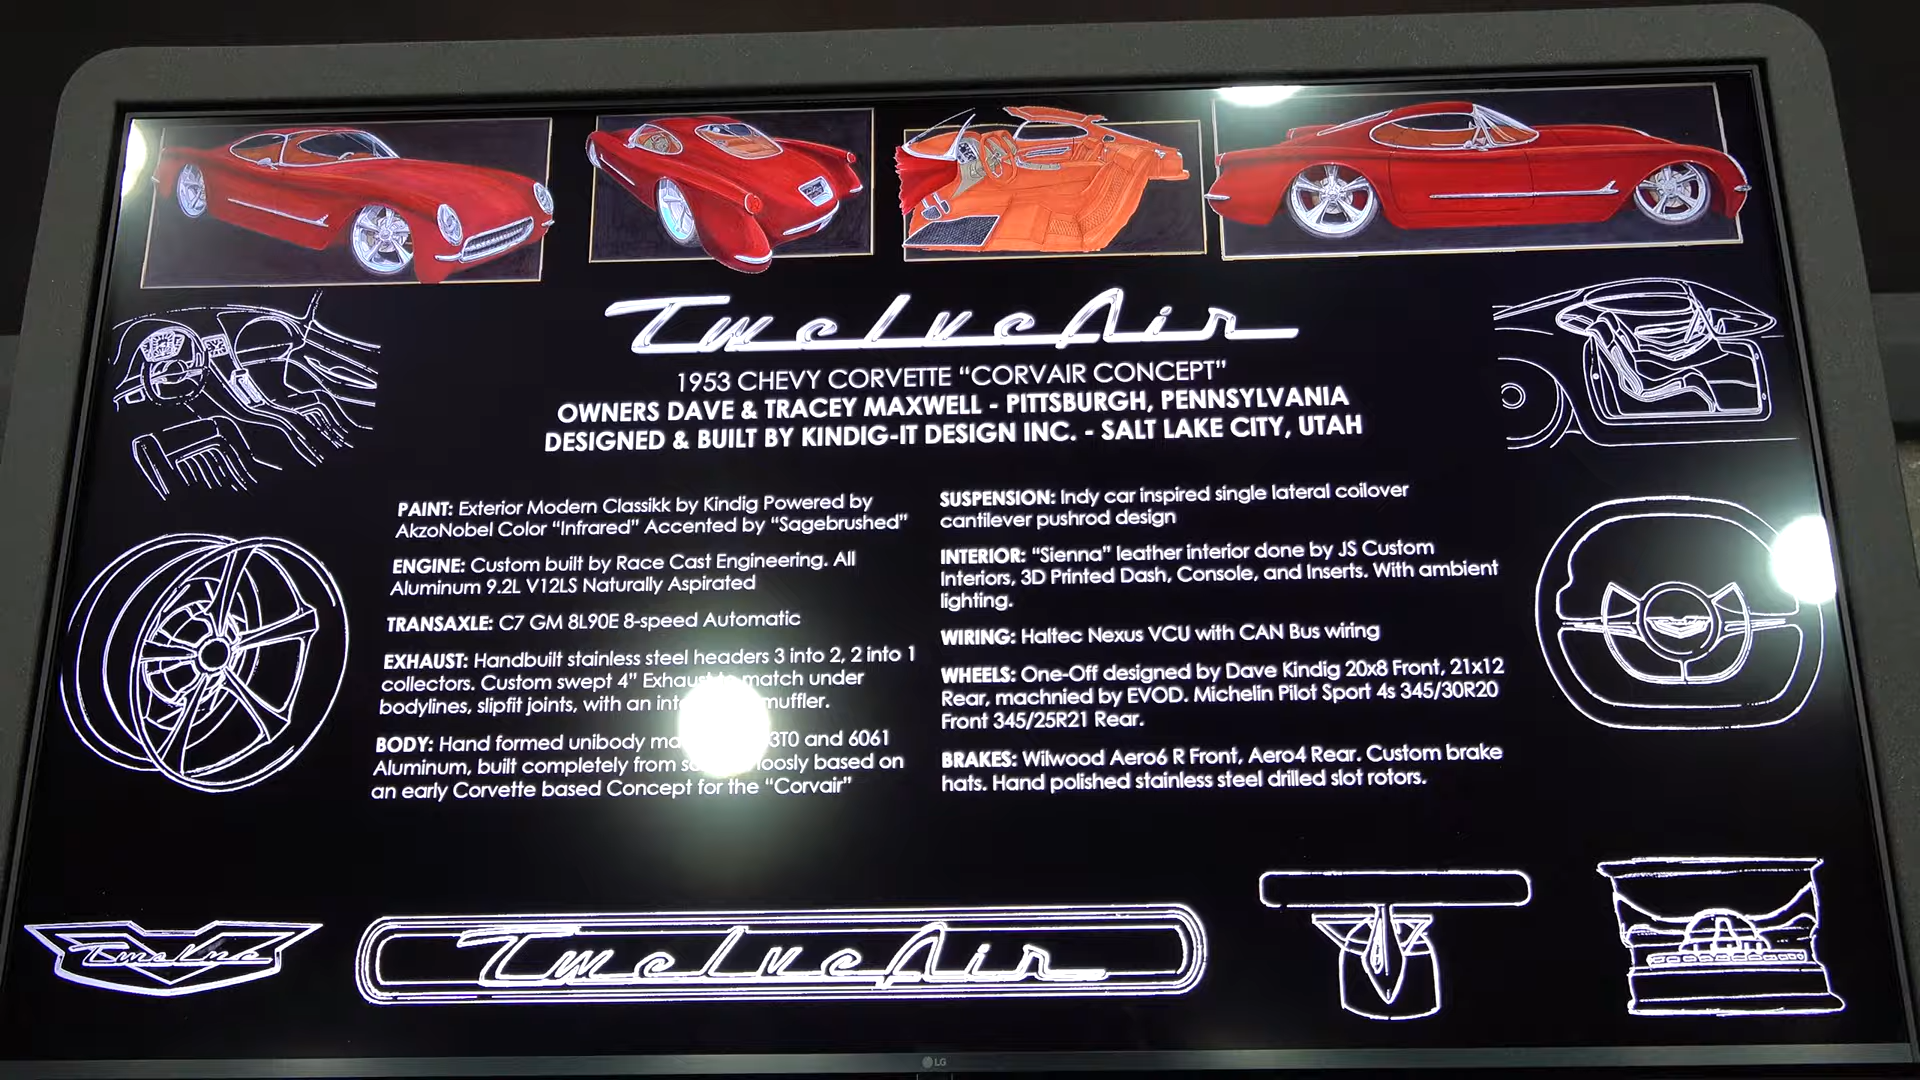 TwelveAir
1953 CHEVY CORVETTE “CORVAIR CONCEPT”
OWNERS DAVE & TRACEY MAXWELL - PITTSBURGH, PENNSYLVANIA
DESIGNED & BUILT BY KINDIG-IT DESIGN INC. - SALT LAKE CITY, UTAH
PAINT: Exterior Modern Classikk by Kindig Powered by
AkzoNobel Color “Infrared” Accented by “Sagebrushed”
ENGINE: Custom built by Race Cast Engineering. All
Aluminum 9.2L V12LS Naturally Aspirated
TRANSAXLE: C7 GM 8L90E 8-speed Automatic
EXHAUST: Handbuilt stainless steel headers 3 into 2, 2 into 1
collectors. Custom swept 4” Exhaust to match under
bodylines, slipfit joints, with an muffler.
BODY: Hand formed unibody and 6061
Aluminum, built completely from loosly based on
an early Corvette based Concept for the “Corvair”
SUSPENSION: Indy car inspired single lateral coilover
cantilever pushrod design
INTERIOR: “Sienna” leather interior done by JS Custom
Interiors, 3D Printed Dash, Console, and Inserts. With ambient
lighting.
WIRING: Haltec Nexus VCU with CAN Bus wiring
WHEELS: One-Off designed by Dave Kindig 20x8 Front, 21x12
Rear, machnied by EVOD. Michelin Pilot Sport 4s 345/30R20
Front 345/25R21 Rear.
BRAKES: Wilwood Aero6 R Front, Aero4 Rear. Custom brake
hats. Hand polished stainless steel drilled slot rotors.
Twelve
TwelveAir
LG